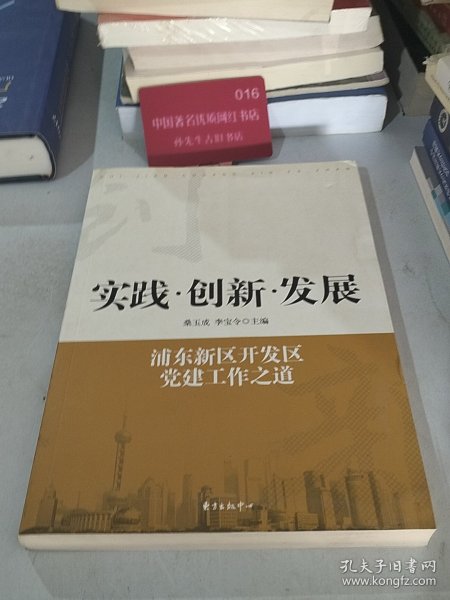 016
中国著名优质网红书店
孙先生古旧书店
实践·创新·发展
桑玉成 李宝令◎主编
浦东新区开发区
党建工作之道
东方出版中心
孔夫子旧书网
www.kongfz.com